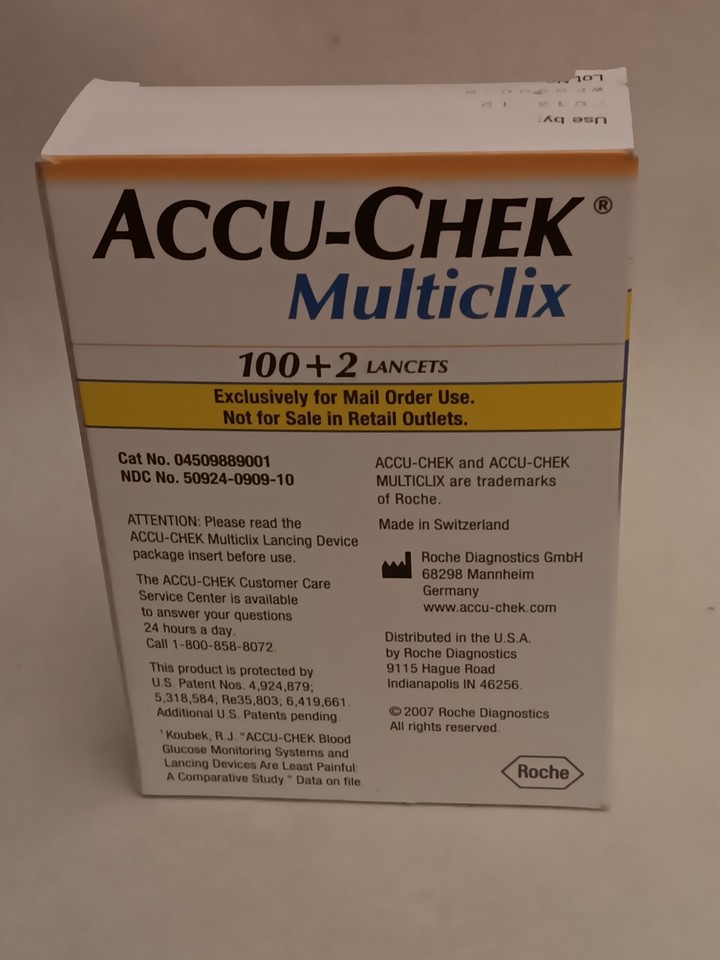 Lot No.
Use by:
ACCU-CHEK®
Multiclix
100+2 LANCETS
Exclusively for Mail Order Use.
Not for Sale in Retail Outlets.
Cat No. 04509889001
NDC No. 50924-0909-10
ATTENTION: Please read the
ACCU-CHEK Multiclix Lancing Device
package insert before use.
The ACCU-CHEK Customer Care
Service Center is available
to answer your questions
24 hours a day.
Call 1-800-858-8072.
This product is protected by
U.S. Patent Nos. 4,924,879;
5,318,584; Re35,803; 6,419,661.
Additional U.S. Patents pending.
¹ Koubek, R.J. "ACCU-CHEK Blood
Glucose Monitoring Systems and
Lancing Devices Are Least Painful:
A Comparative Study." Data on file.
ACCU-CHEK and ACCU-CHEK
MULTICLIX are trademarks
of Roche.
Made in Switzerland
Roche Diagnostics GmbH
68298 Mannheim
Germany
www.accu-chek.com
Distributed in the U.S.A.
by Roche Diagnostics
9115 Hague Road
Indianapolis IN 46256.
© 2007 Roche Diagnostics
All rights reserved.
Roche